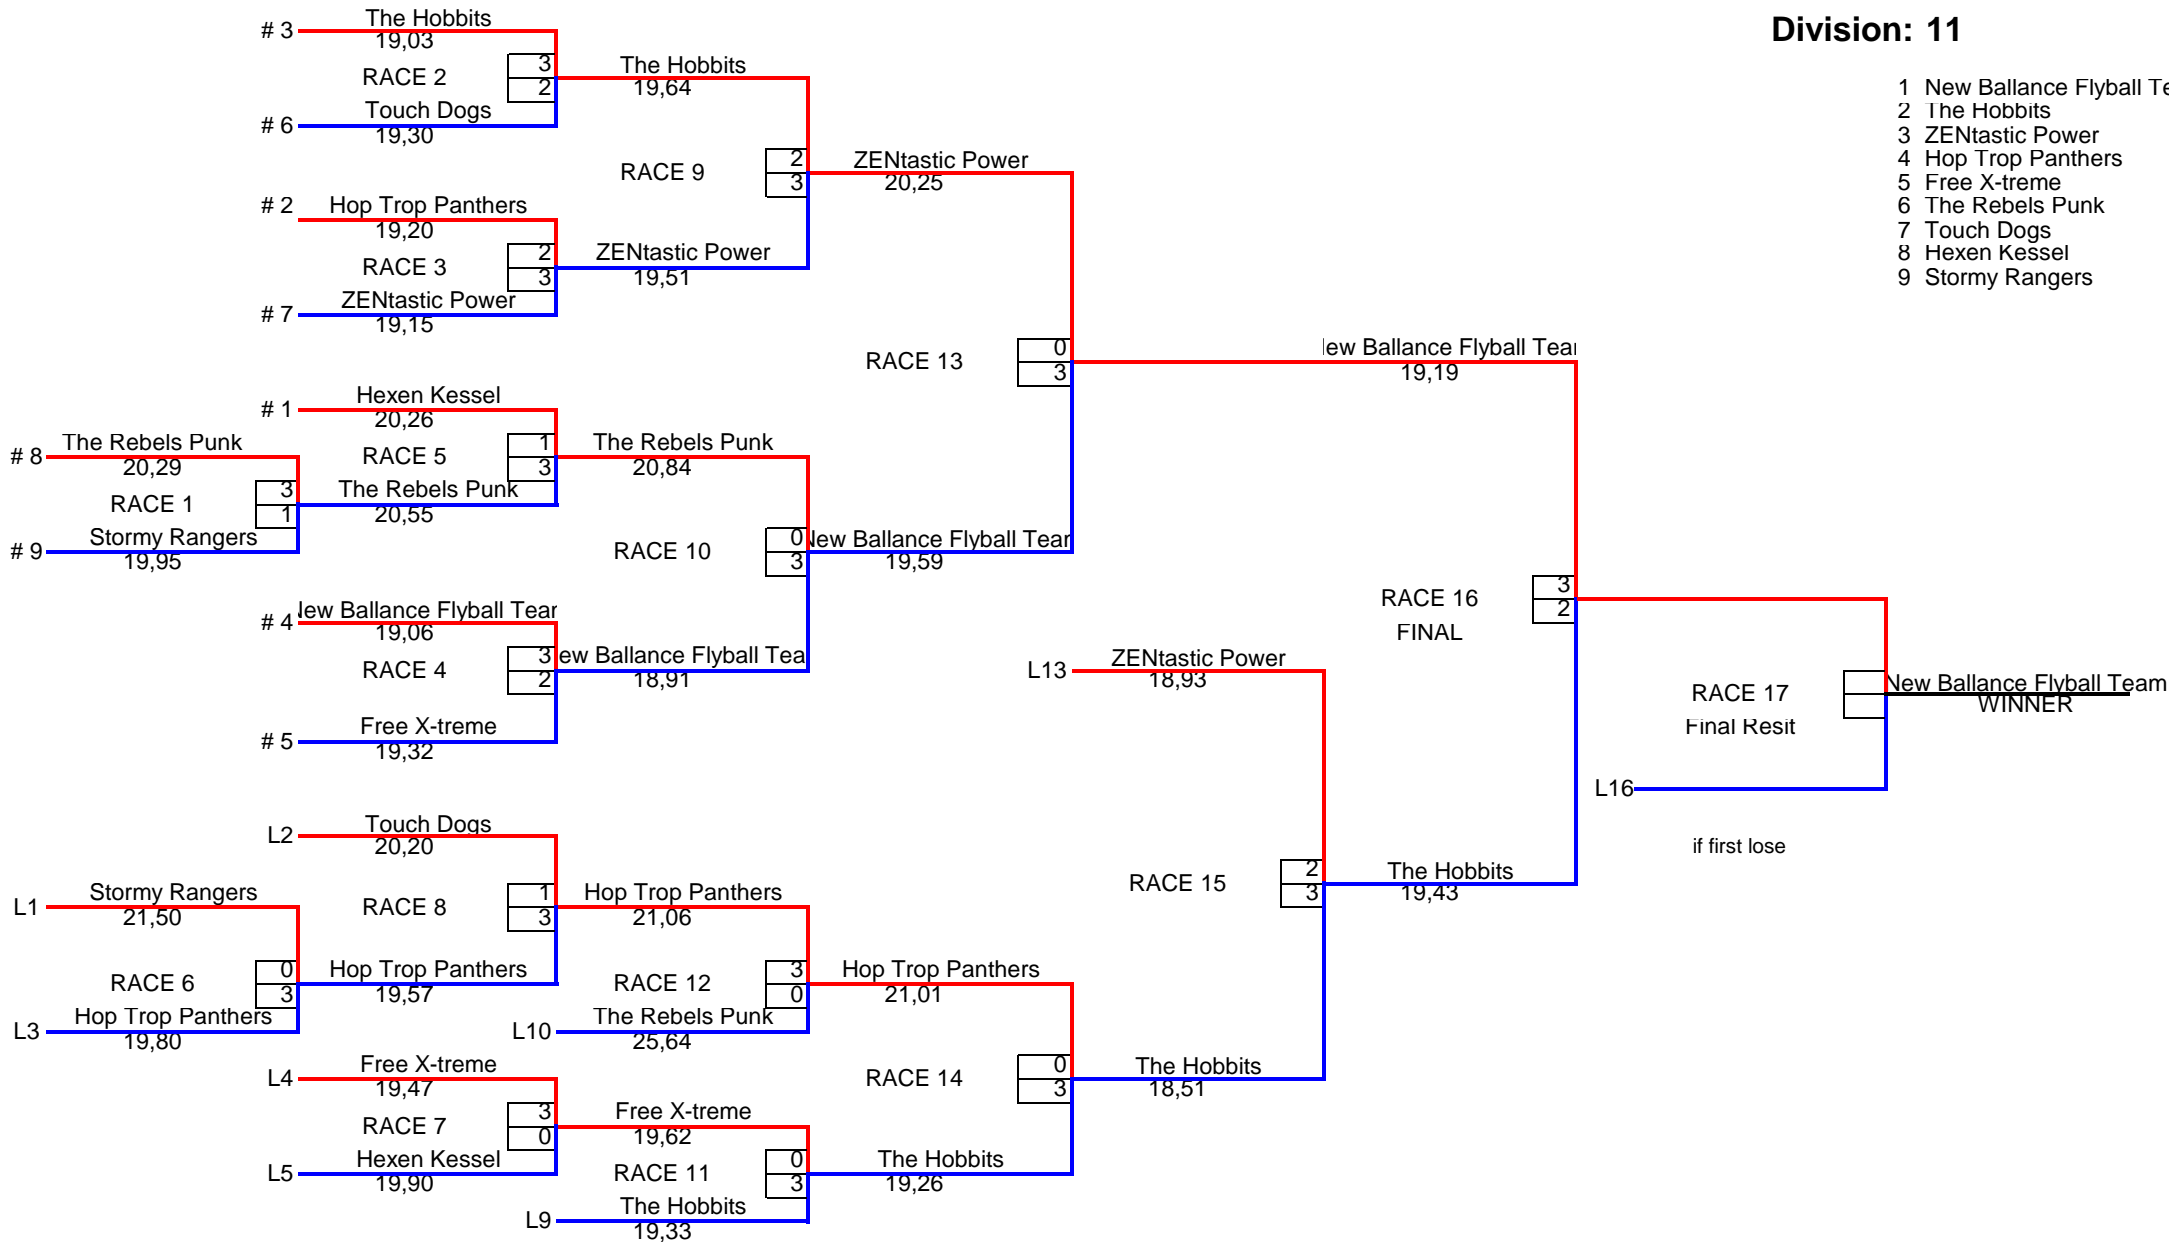 Division: 11
1 New Ballance Flyball Te
2 The Hobbits
3 ZENtastic Power
4 Hop Trop Panthers
5 Free X-treme
6 The Rebels Punk
7 Touch Dogs
8 Hexen Kessel
9 Stormy Rangers
# 3 The Hobbits
19,03
RACE 2
3
2
# 6 Touch Dogs
19,30
The Hobbits
19,64
RACE 9
2
3
# 2 Hop Trop Panthers
19,20
RACE 3
2
3
# 7 ZENtastic Power
19,15
ZENtastic Power
19,51
ZENtastic Power
20,25
RACE 13
0
3
# 1 Hexen Kessel
20,26
RACE 5
1
3
# 8 The Rebels Punk
20,29
RACE 1
3
1
# 9 Stormy Rangers
19,95
The Rebels Punk
20,55
The Rebels Punk
20,84
RACE 10
0
3
# 4 New Ballance Flyball Tear
19,06
RACE 4
3
2
# 5 Free X-treme
19,32
ew Ballance Flyball Tea
18,91
New Ballance Flyball Tear
19,59
ew Ballance Flyball Tea
19,19
RACE 16
FINAL
3
2
L13 ZENtastic Power
18,93
RACE 15
2
3
The Hobbits
19,43
RACE 17
Final Resit
New Ballance Flyball Team
WINNER
L16
if first lose
L2 Touch Dogs
20,20
RACE 8
1
3
L1 Stormy Rangers
21,50
RACE 6
0
3
L3 Hop Trop Panthers
19,80
Hop Trop Panthers
19,57
Hop Trop Panthers
21,06
RACE 12
3
0
L10 The Rebels Punk
25,64
Hop Trop Panthers
21,01
RACE 14
0
3
The Hobbits
18,51
L4 Free X-treme
19,47
RACE 7
3
0
L5 Hexen Kessel
19,90
Free X-treme
19,62
RACE 11
0
3
L9 The Hobbits
19,33
The Hobbits
19,26